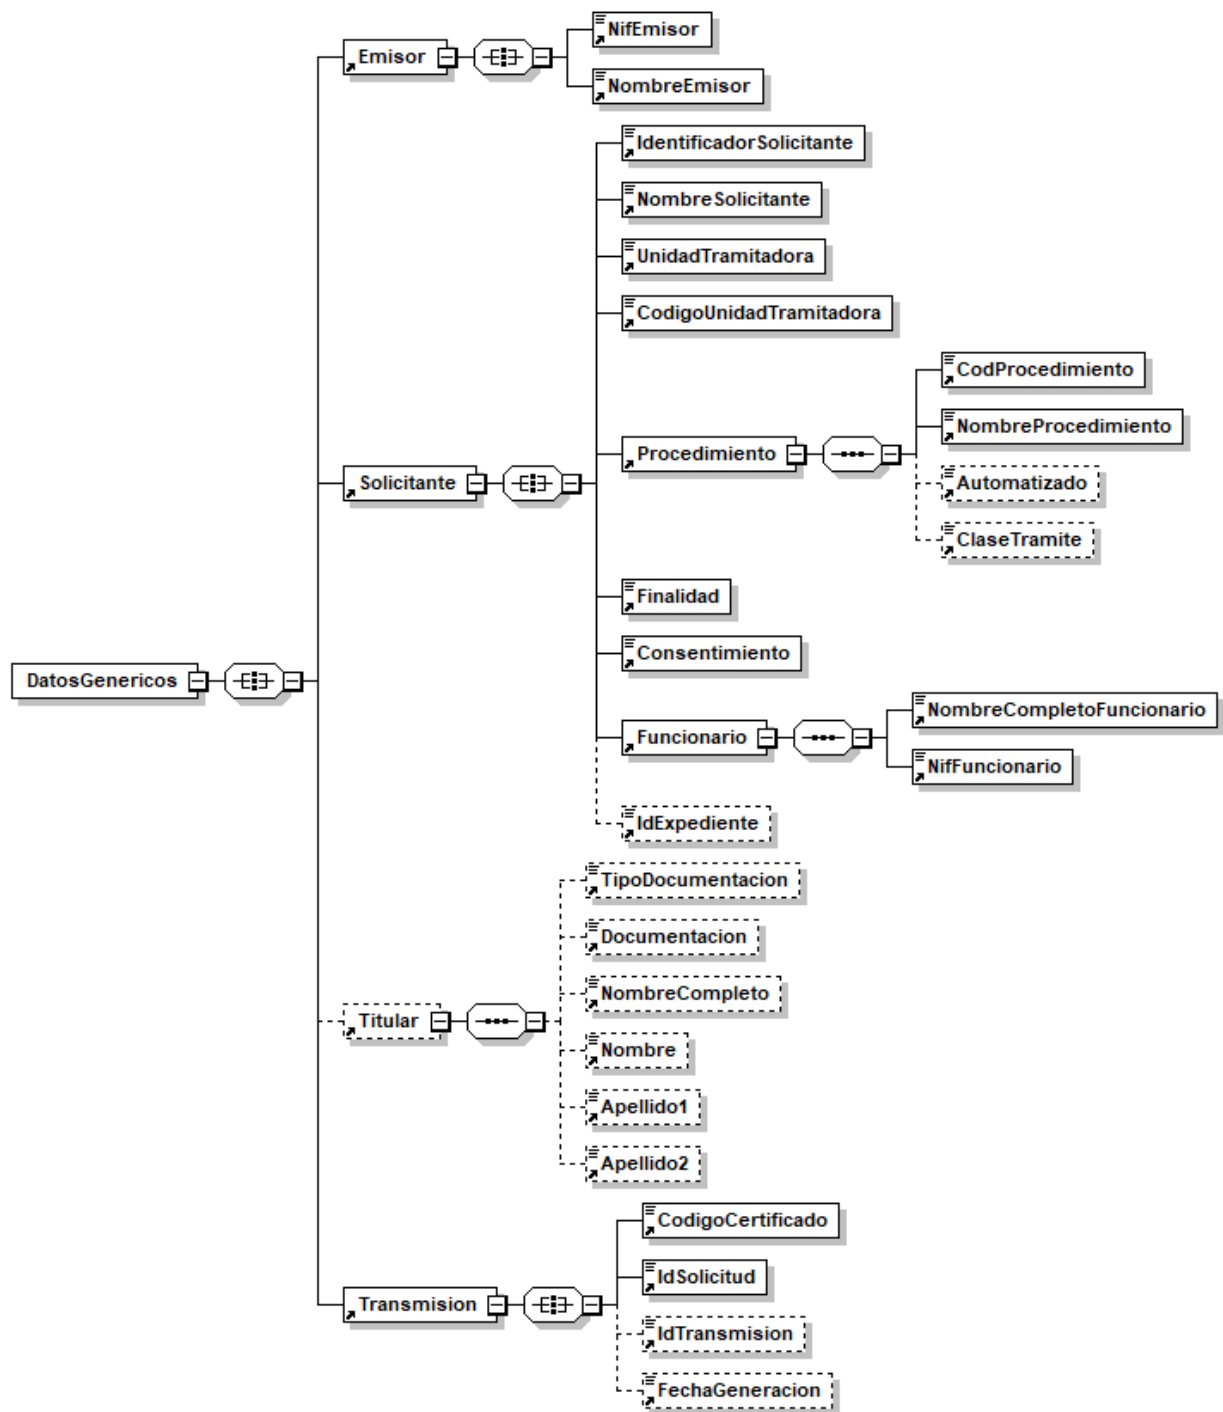 Emisor
NifEmisor
NombreEmisor
IdentificadorSolicitante
NombreSolicitante
UnidadTramitadora
CodigoUnidadTramitadora
CodProcedimiento
NombreProcedimiento
Procedimiento
Automatizado
Solicitante
ClaseTramite
Finalidad
Consentimiento
DatosGenericos
NombreCompletoFuncionario
Funcionario
NifFuncionario
IdExpediente
TipoDocumentacion
Documentacion
NombreCompleto
Titular
Nombre
Apellido1
Apellido2
CodigoCertificado
IdSolicitud
Transmision
IdTransmision
FechaGeneracion